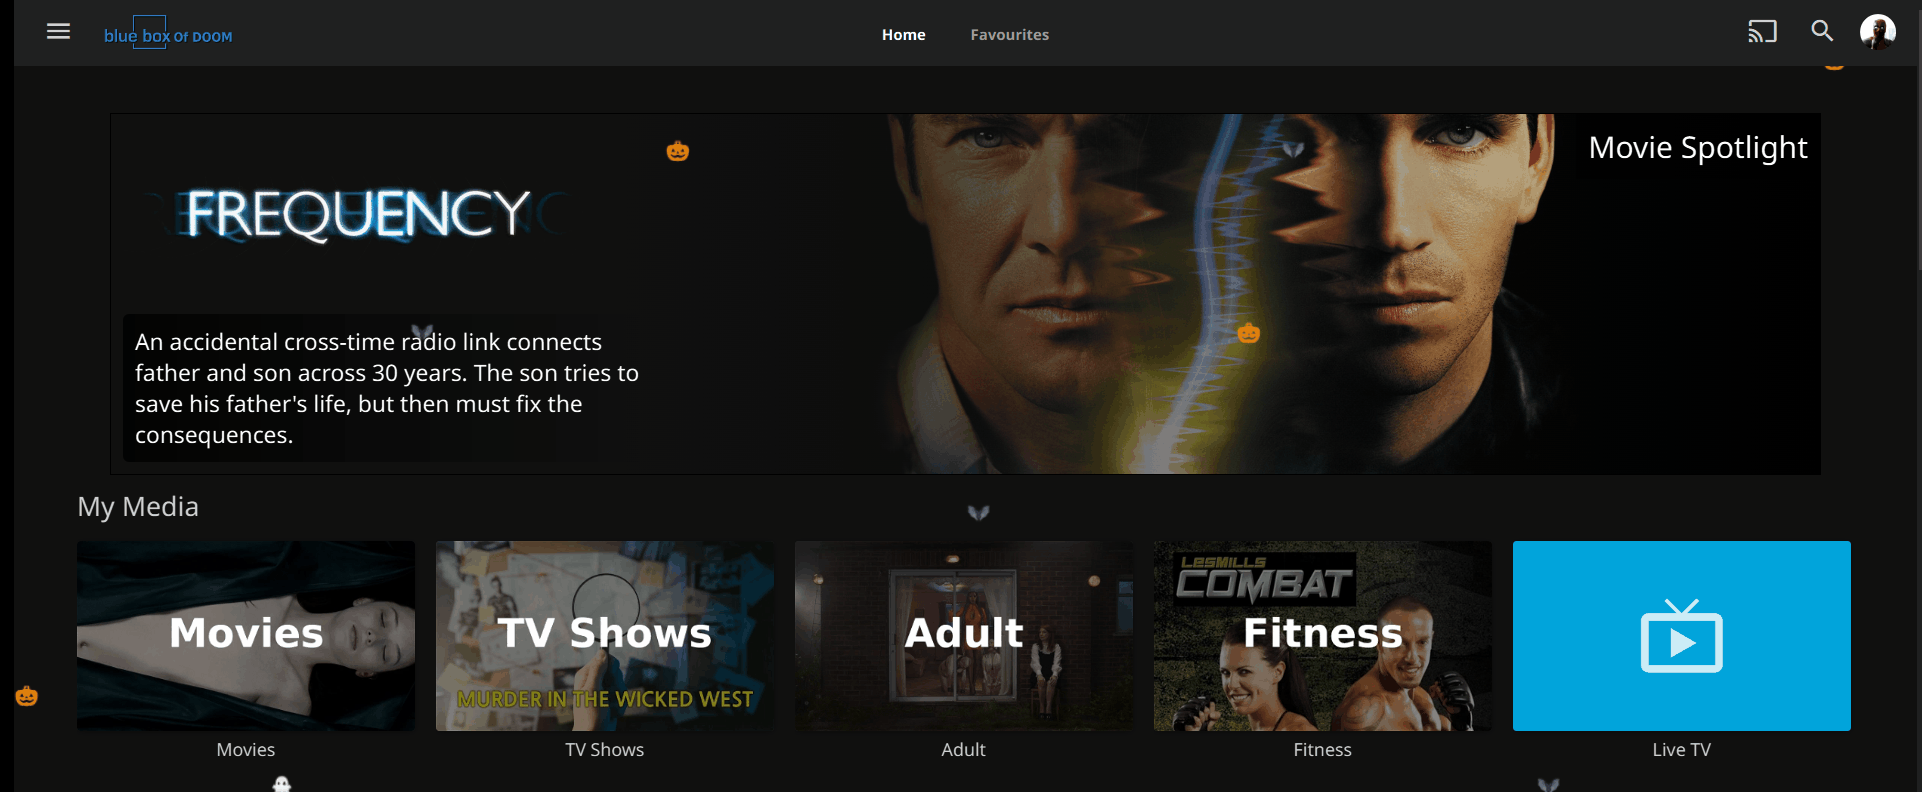 blue box OF DOOM
Home
Favourites
Movie Spotlight
FREQUENCY
An accidental cross-time radio link connects
father and son across 30 years. The son tries to
save his father's life, but then must fix the
consequences.
My Media
Movies
TV Shows
MURDER IN THE WICKED WEST
Adult
LESMILLS
COMBAT
Fitness
Movies
TV Shows
Adult
Fitness
Live TV